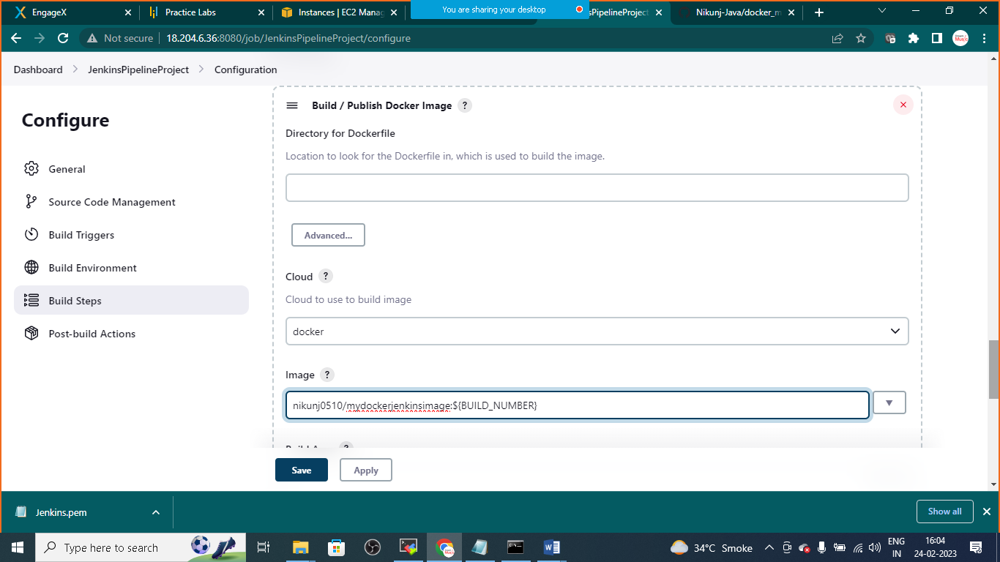 EngageX
Practice Labs
Instances | EC2 Manag
You are sharing your desktop
sPipelineProject
Nikunj-Java/docker_m
Not secure
18.204.6.36:8080/job/JenkinsPipelineProject/configure
Dashboard
JenkinsPipelineProject
Configuration
Configure
General
Source Code Management
Build Triggers
Build Environment
Build Steps
Post-build Actions
Build / Publish Docker Image
?
Directory for Dockerfile
Location to look for the Dockerfile in, which is used to build the image.
Advanced...
Cloud
?
Cloud to use to build image
docker
Image
?
nikunj0510/mydockerjenkinsimage:${BUILD_NUMBER}
Save
Apply
Jenkins.pem
Show all
Type here to search
34°C Smoke
ENG
IN
16:04
24-02-2023